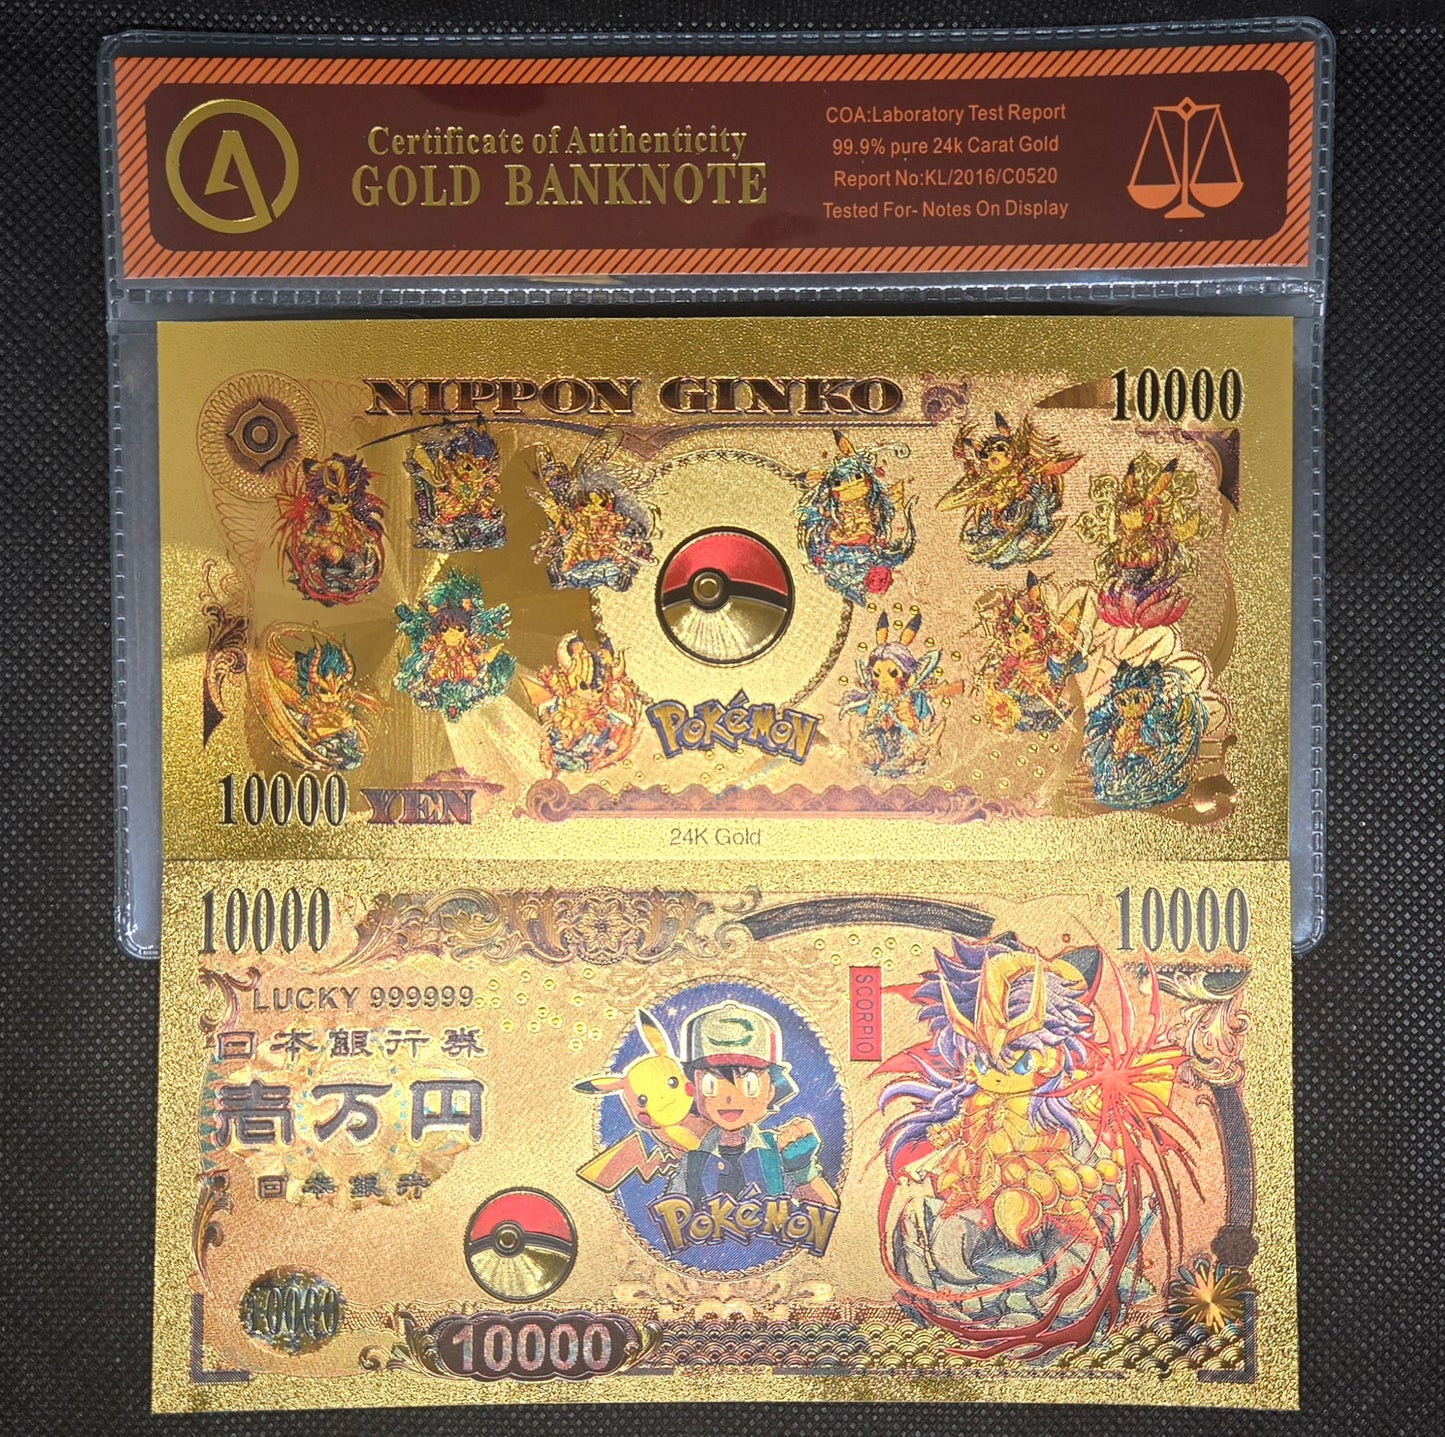 Certificate of Authenticity
GOLD BANKNOTE
COA:Laboratory Test Report
99.9% pure 24k Carat Gold
Report No:KL/2016/C0520
Tested For- Notes On Display
NIPPON GINKO
10000
POKéMON
10000 YEN
24K Gold
10000
10000
LUCKY 999999
日本銀行券
壱万円
日本銀行
SCORPIO
POKéMON
10000
10000